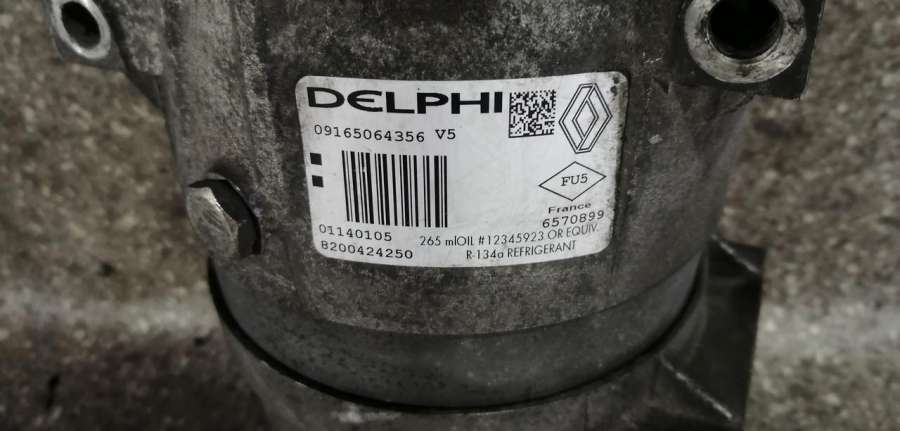 DELPHI
09165064356 V5
FU5
France
6570899
01140105
8200424250
265 mlOIL #12345923 OR EQUIV.
R-134a REFRIGERANT